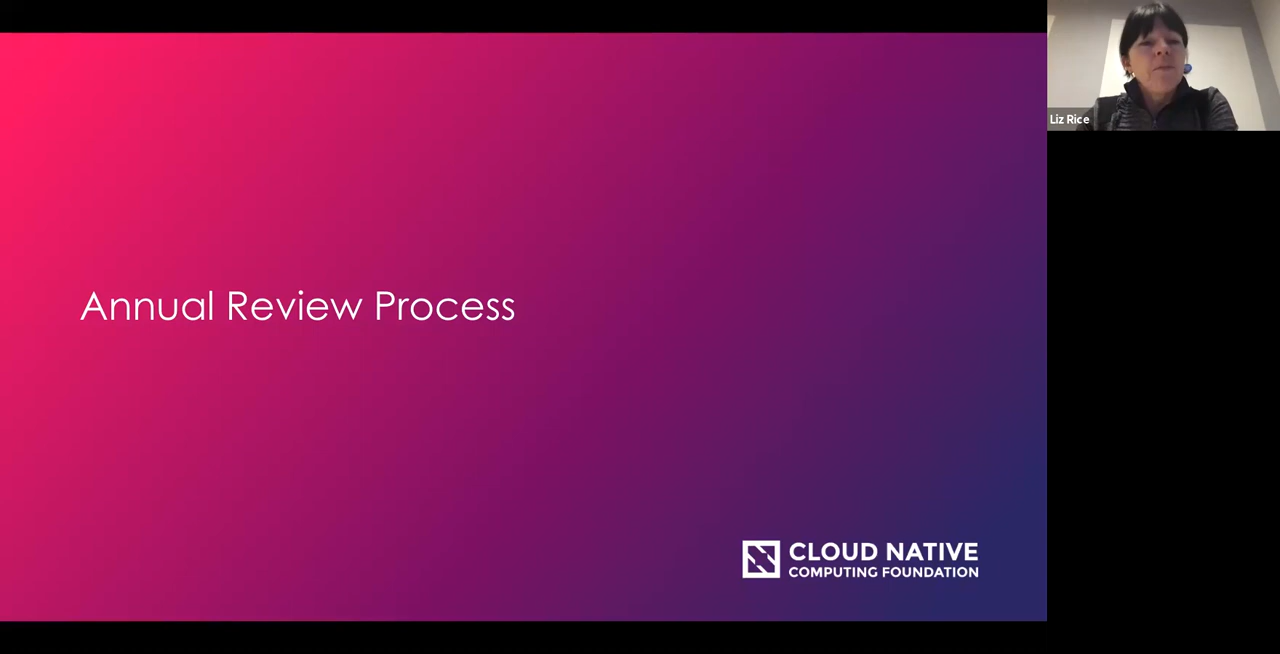 Liz Rice
Annual Review Process
CLOUD NATIVE
COMPUTING FOUNDATION